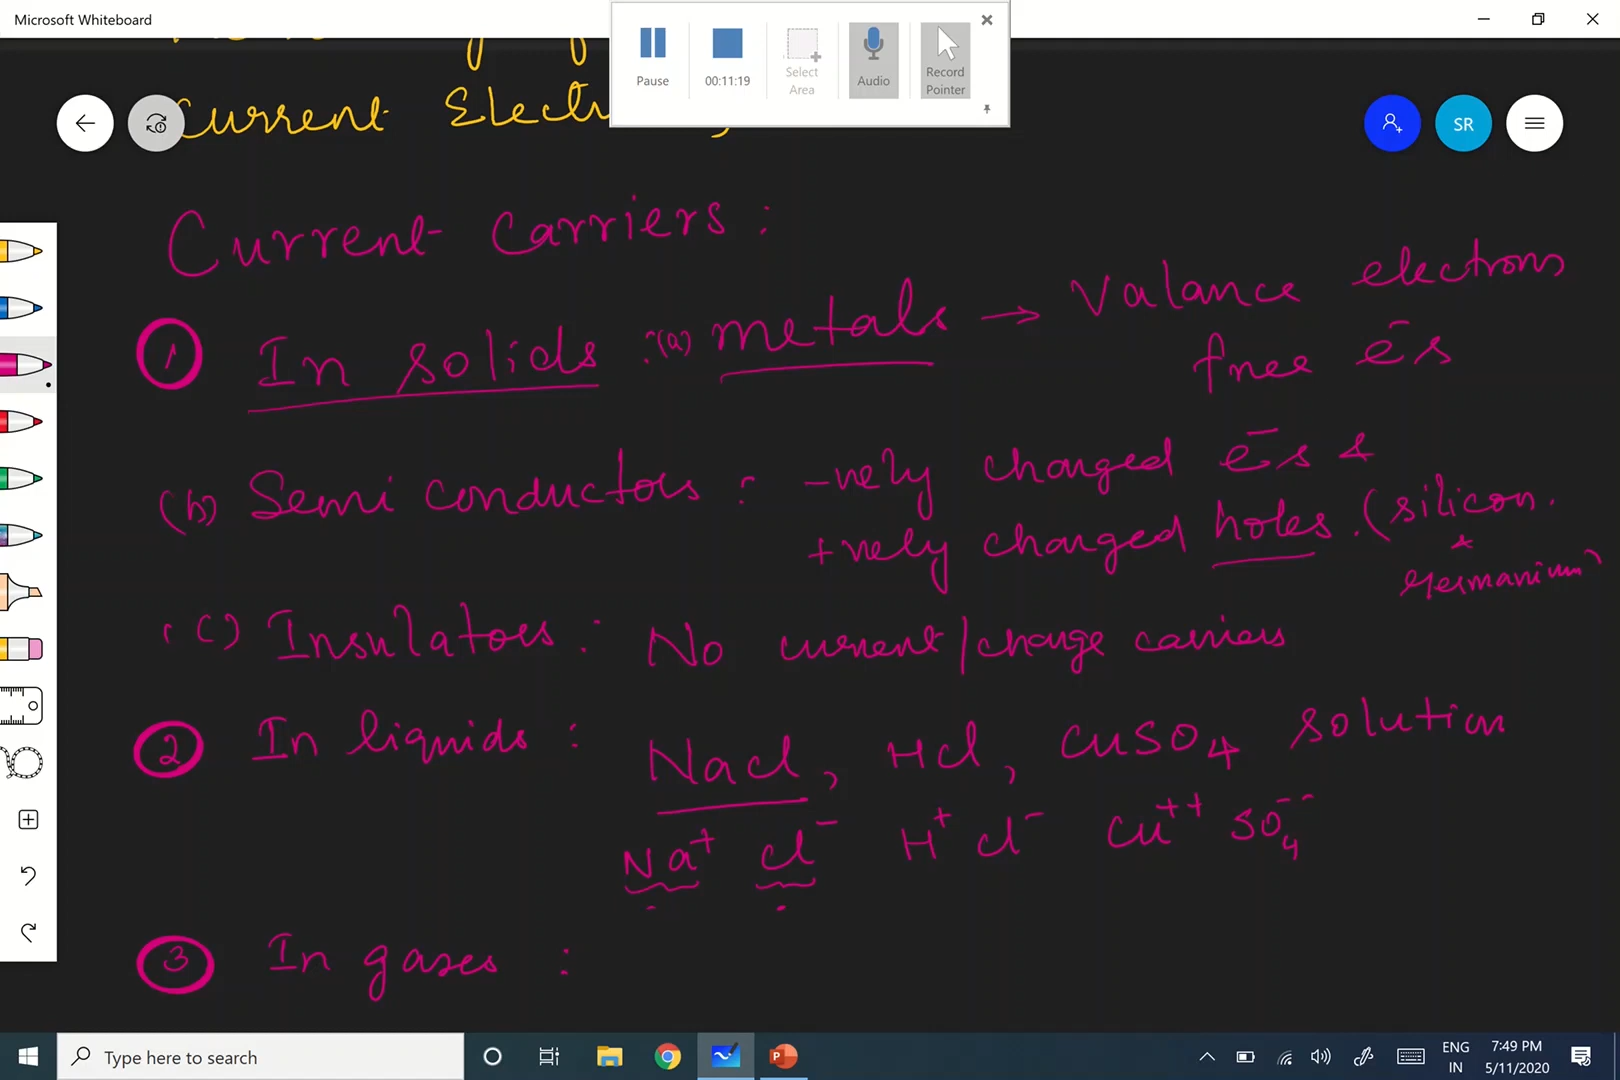 Microsoft Whiteboard
Pause
00:11:19
Select Area
Audio
Record Pointer
Current
SR
Current Carriers :
1 In solids : (a) metals → Valance electrons
free ēs
(b) Semi conductors : -vely charged ēs &
+vely charged holes. (silicon.
& Germanium)
(c) Insulators : No current/charge carriers
2 In liquids : NaCl, HCl, CuSO4 solution
Na+ Cl- H+ Cl- Cu++ SO4--
3 In gases :
Type here to search
ENG
IN
7:49 PM
5/11/2020